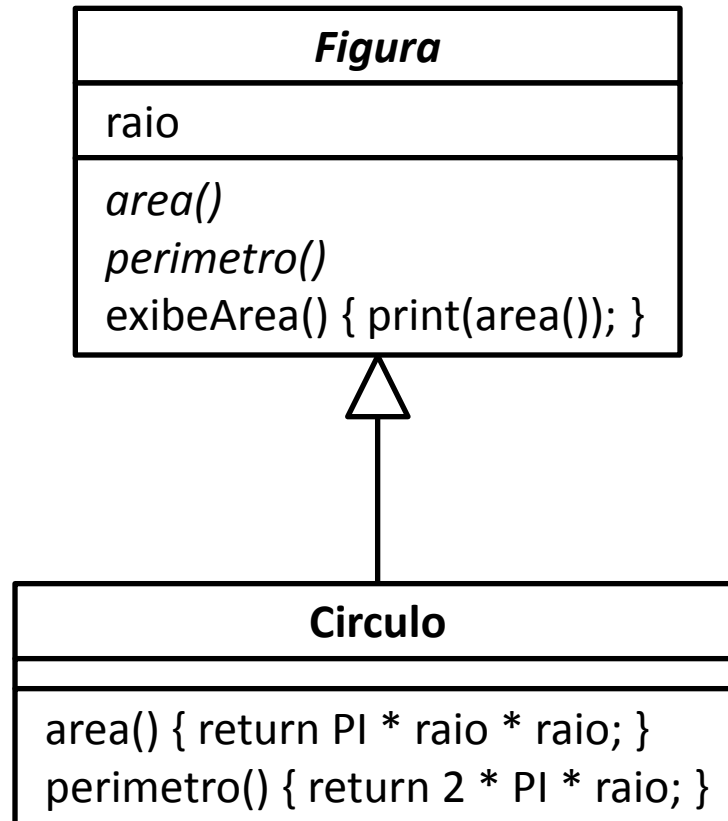 Figura
raio
area()
perimetro()
exibeArea() { print(area()); }
Circulo
area() { return PI * raio * raio; }
perimetro() { return 2 * PI * raio; }